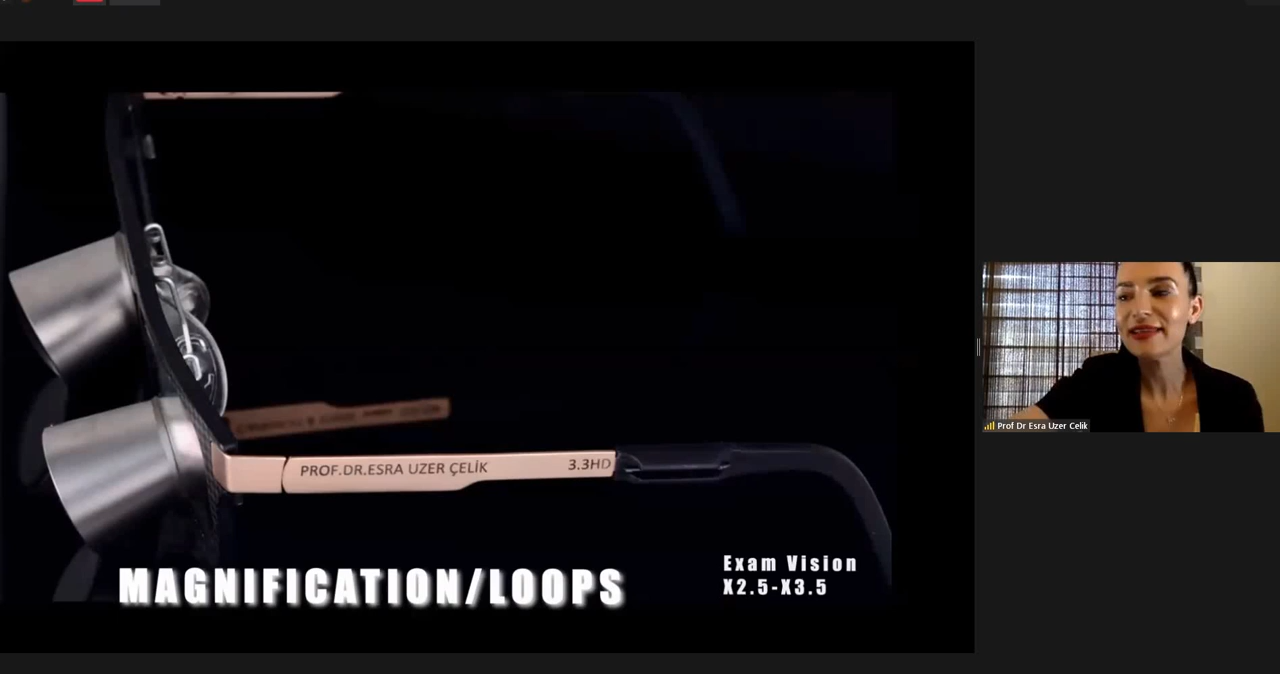 PROF.DR.ESRA UZER ÇELİK 3.3HD
MAGNIFICATION/LOOPS
Exam Vision
X2.5-X3.5
Prof Dr Esra Uzer Celik